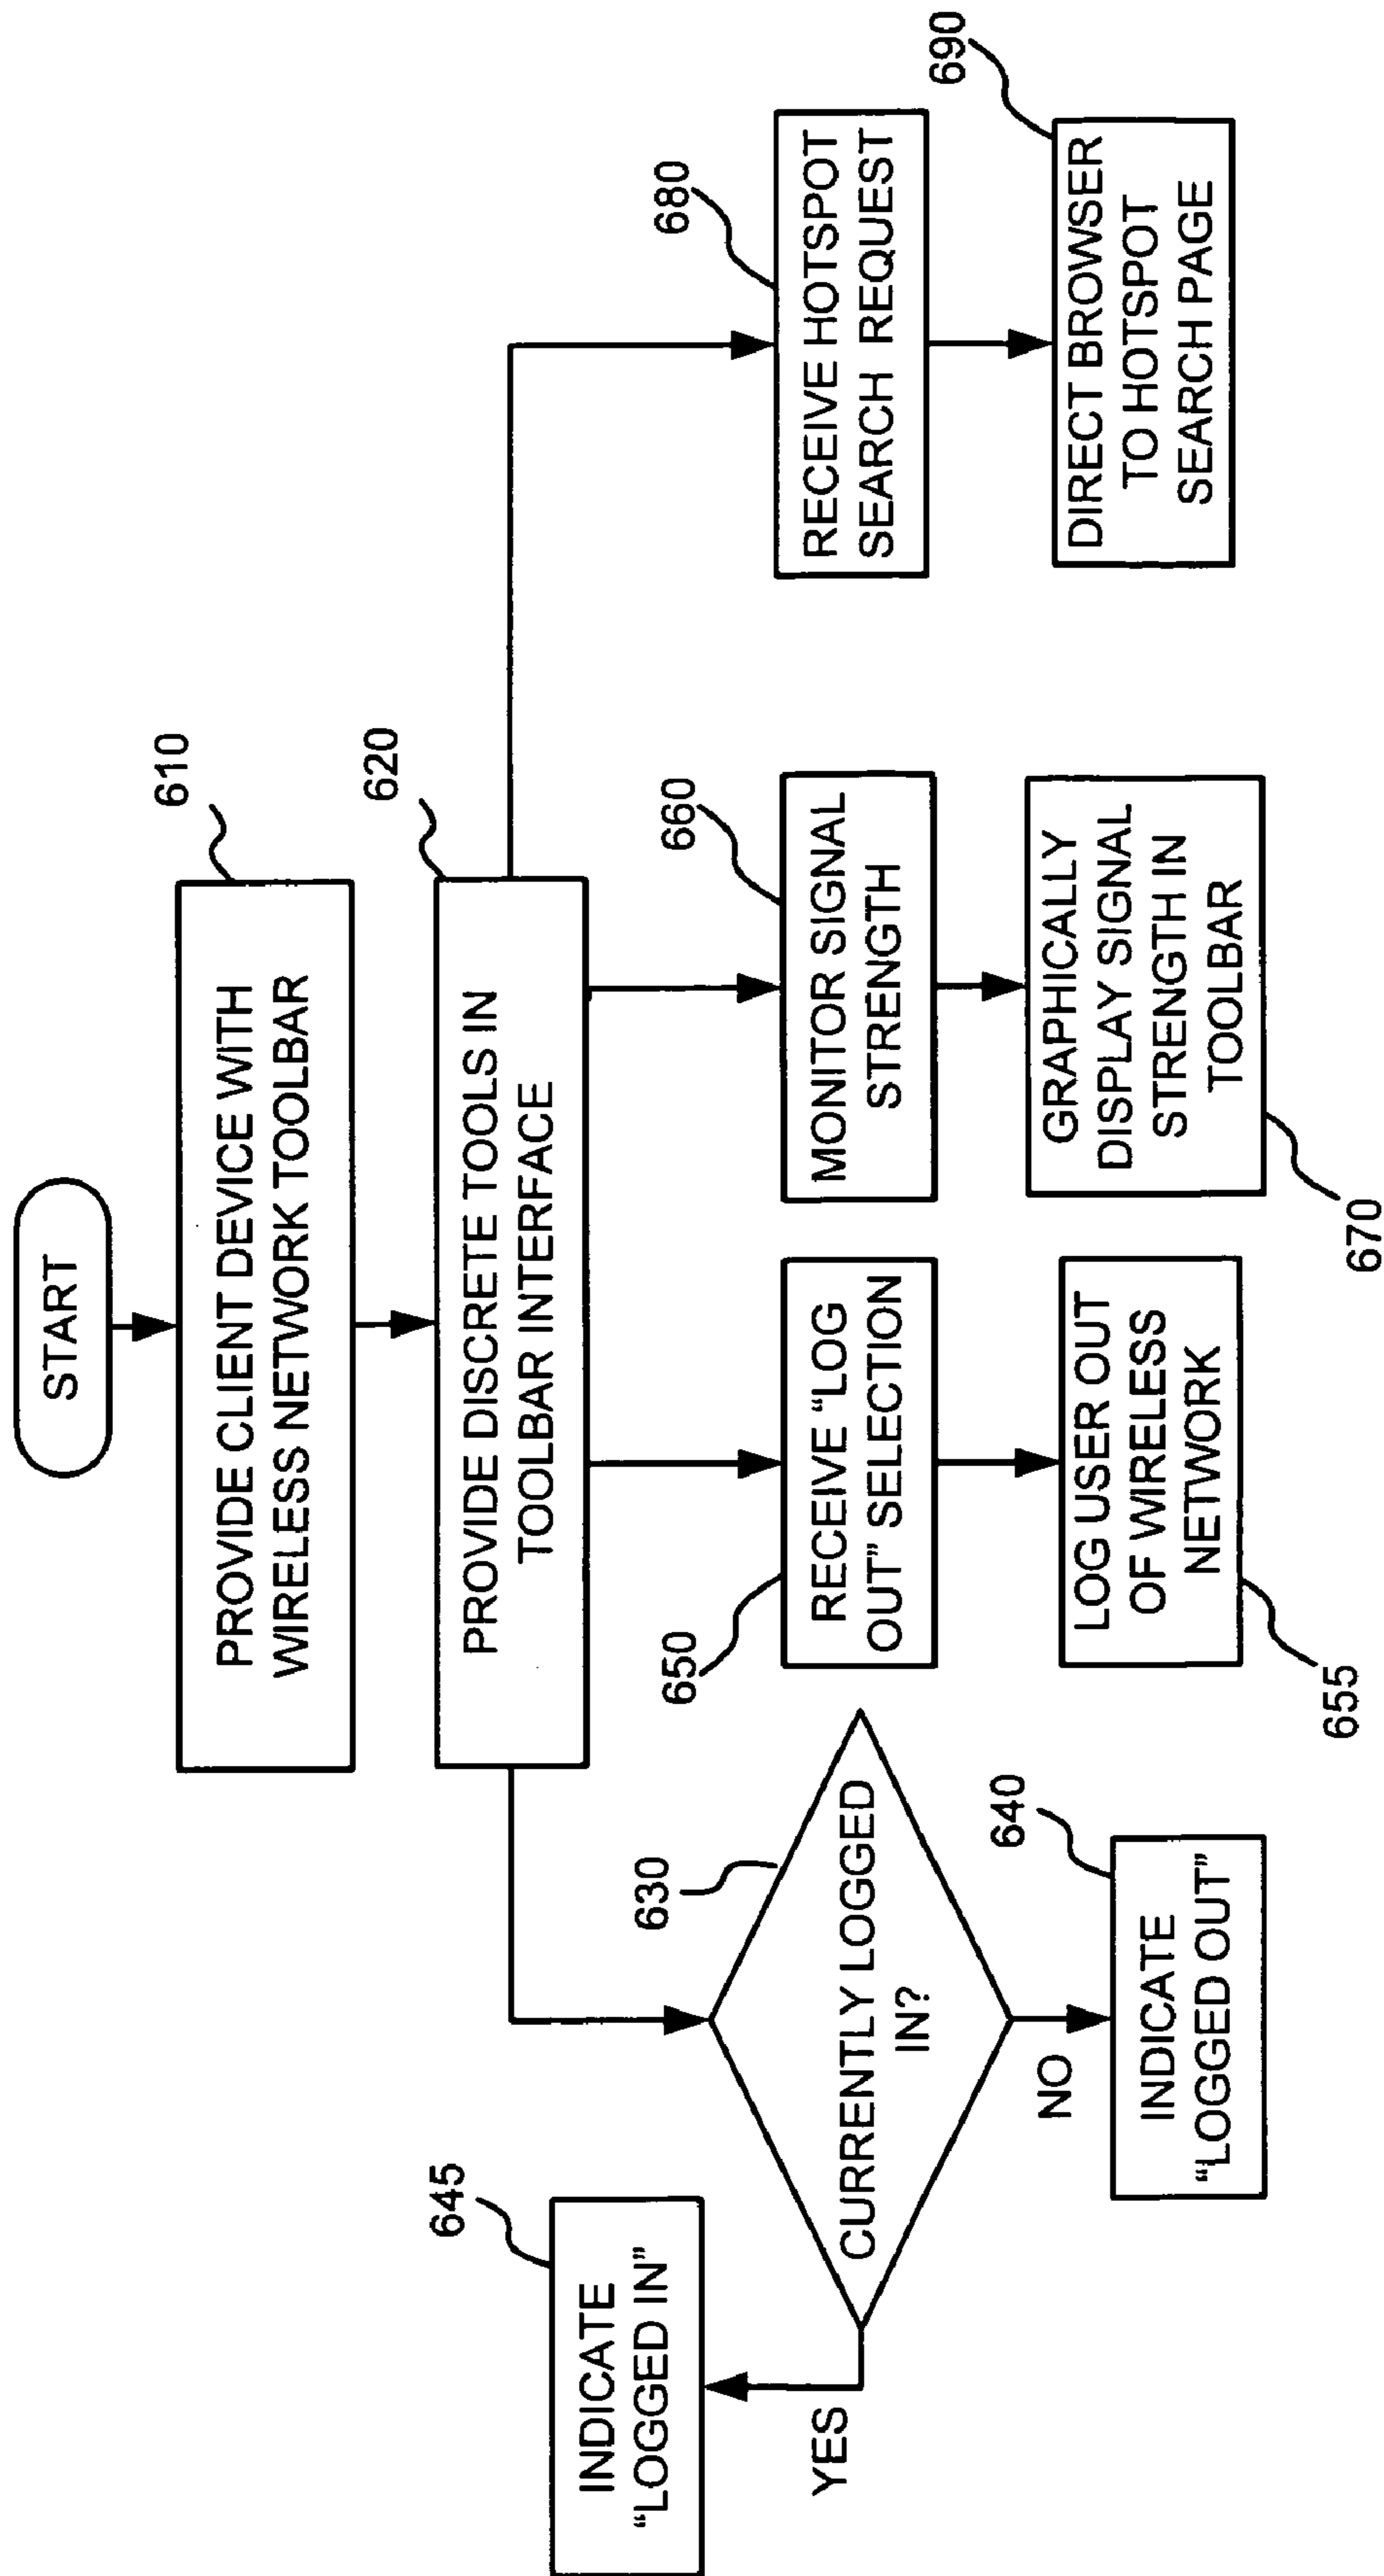 START
610
PROVIDE CLIENT DEVICE WITH
WIRELESS NETWORK TOOLBAR
620
PROVIDE DISCRETE TOOLS IN
TOOLBAR INTERFACE
645
INDICATE
“LOGGED IN”
YES
630
CURRENTLY LOGGED
IN?
NO
640
INDICATE
“LOGGED OUT”
650
RECEIVE “LOG
OUT” SELECTION
LOG USER OUT
OF WIRELESS
NETWORK
655
660
MONITOR SIGNAL
STRENGTH
GRAPHICALLY
DISPLAY SIGNAL
STRENGTH IN
TOOLBAR
670
680
RECEIVE HOTSPOT
SEARCH REQUEST
690
DIRECT BROWSER
TO HOTSPOT
SEARCH PAGE